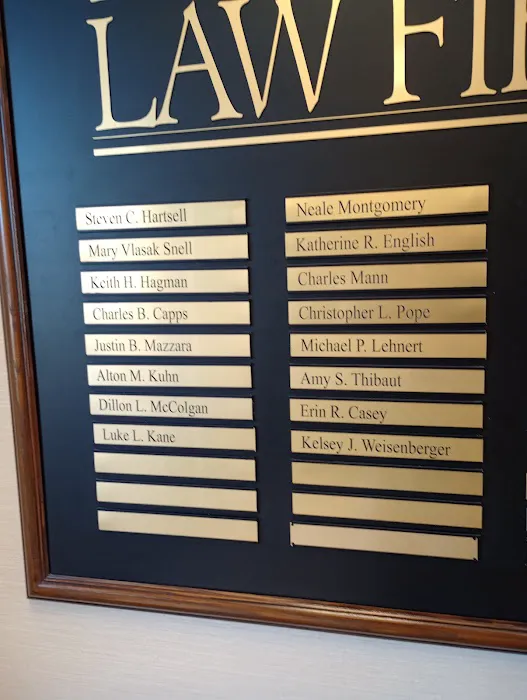 LAW FI
Steven C. Hartsell
Mary Vlasak Snell
Keith H. Hagman
Charles B. Capps
Justin B. Mazzara
Alton M. Kuhn
Dillon L. McColgan
Luke L. Kane
Neale Montgomery
Katherine R. English
Charles Mann
Christopher L. Pope
Michael P. Lehnert
Amy S. Thibaut
Erin R. Casey
Kelsey J. Weisenberger